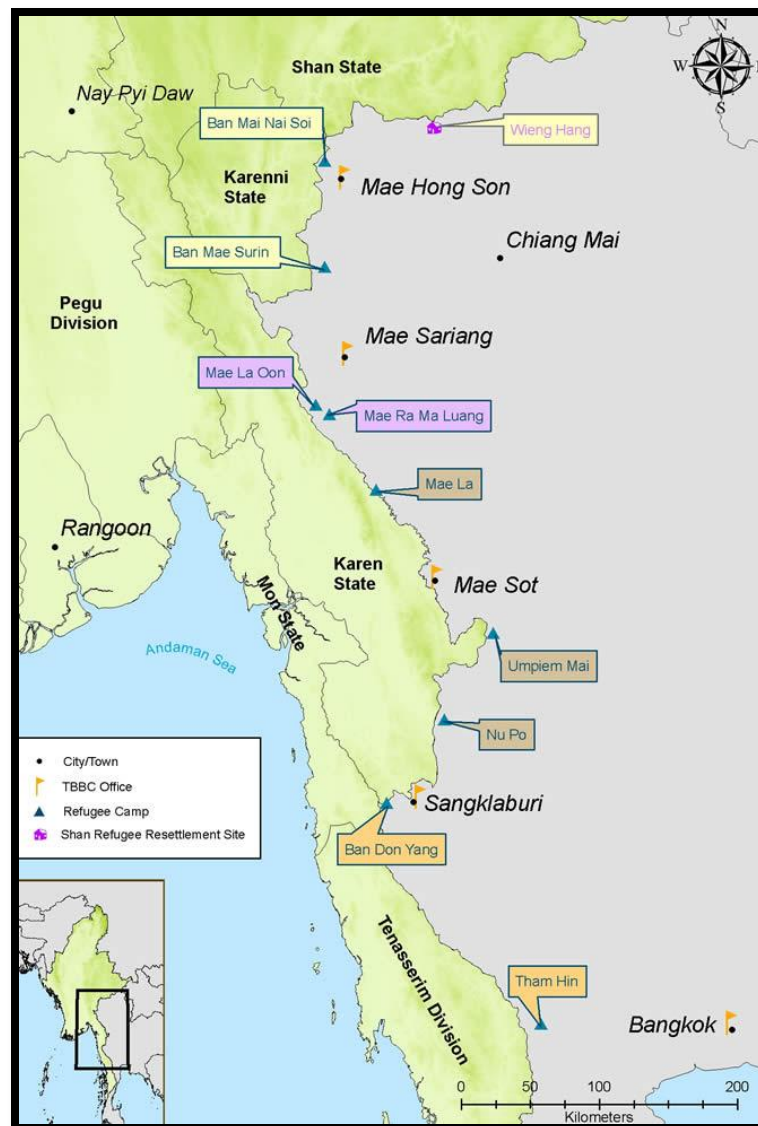 N
W
S
Shan State
Nay Pyi Daw
Ban Mai Nai Soi
Wieng Hang
Karenni
State
Mae Hong Son
Chiang Mai
Ban Mae Surin
Pegu
Division
Mae Sariang
Mae La Oon
Mae Ra Ma Luang
Mae La
Rangoon
Karen
State
Mon State
Mae Sot
Andaman Sea
Umpiem Mai
Nu Po
City/Town
TBBC Office
Refugee Camp
Shan Refugee Resettlement Site
Sangklaburi
Ban Don Yang
Tenasserim Division
Tham Hin
Bangkok
0 50 100 200
Kilometers